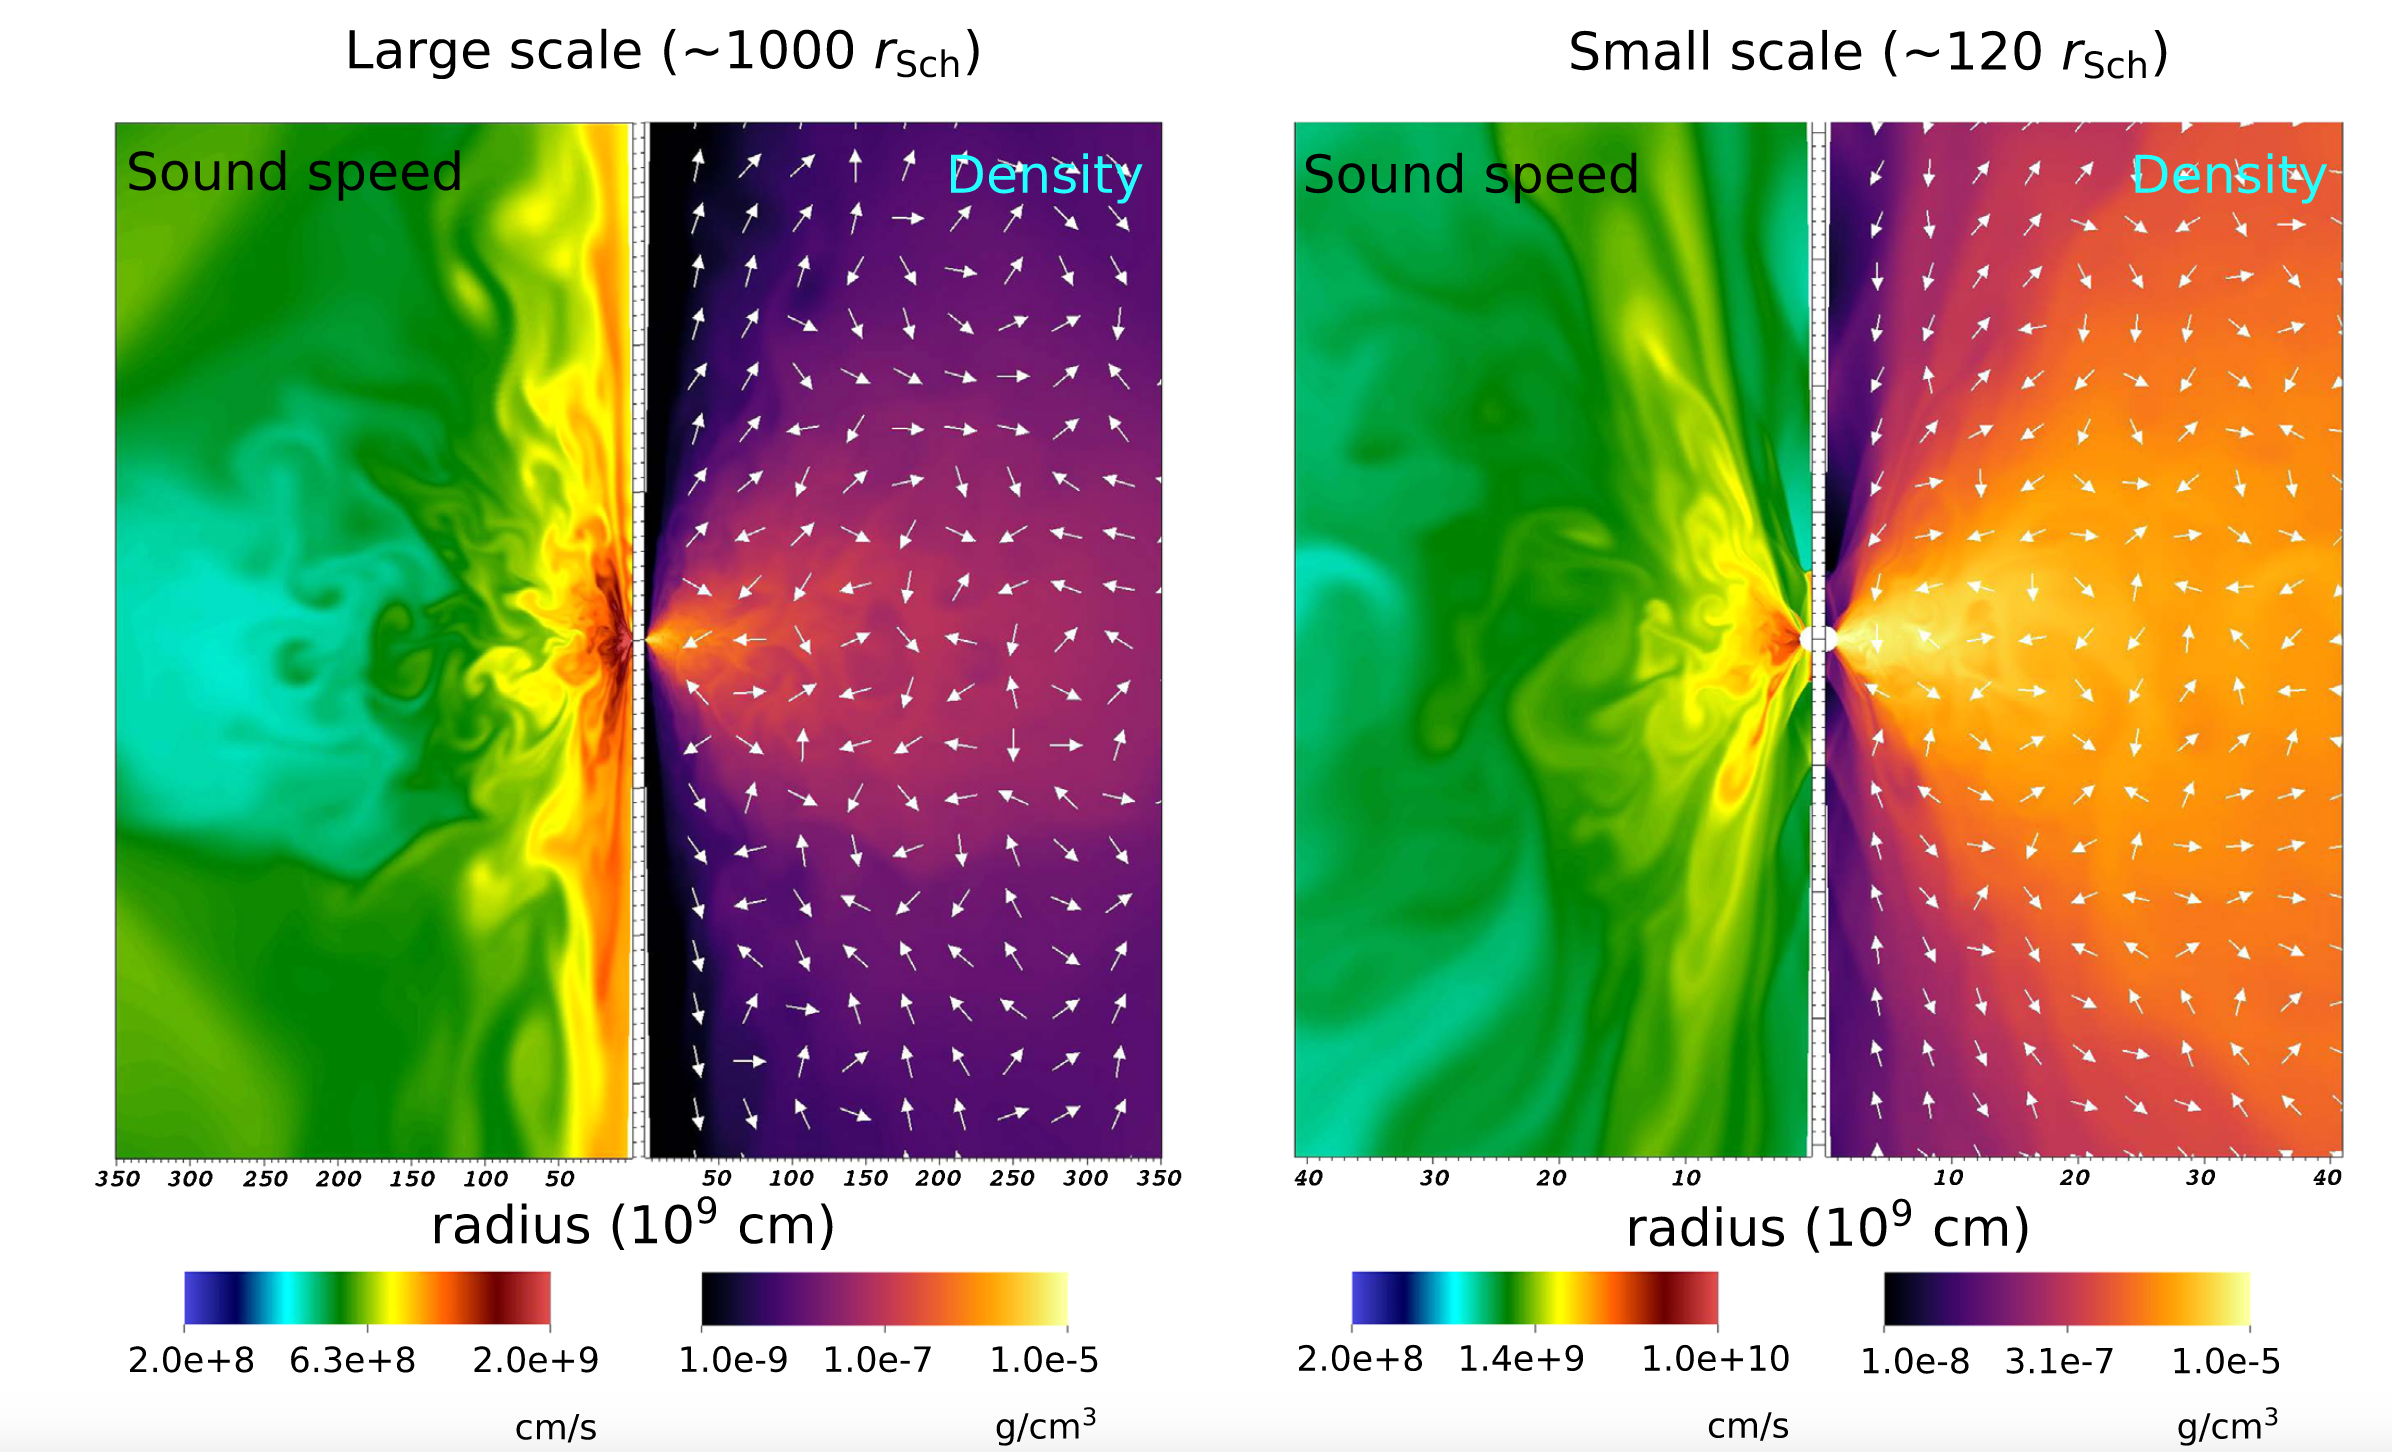 Large scale (~1000 r_Sch)
Small scale (~120 r_Sch)
Sound speed
Density
Sound speed
Density
350 300 250 200 150 100 50
50 100 150 200 250 300 350
40 30 20 10
10 20 30 40
radius (10⁹ cm)
radius (10⁹ cm)
2.0e+8 6.3e+8 2.0e+9
1.0e-9 1.0e-7 1.0e-5
2.0e+8 1.4e+9 1.0e+10
1.0e-8 3.1e-7 1.0e-5
cm/s
g/cm³
cm/s
g/cm³